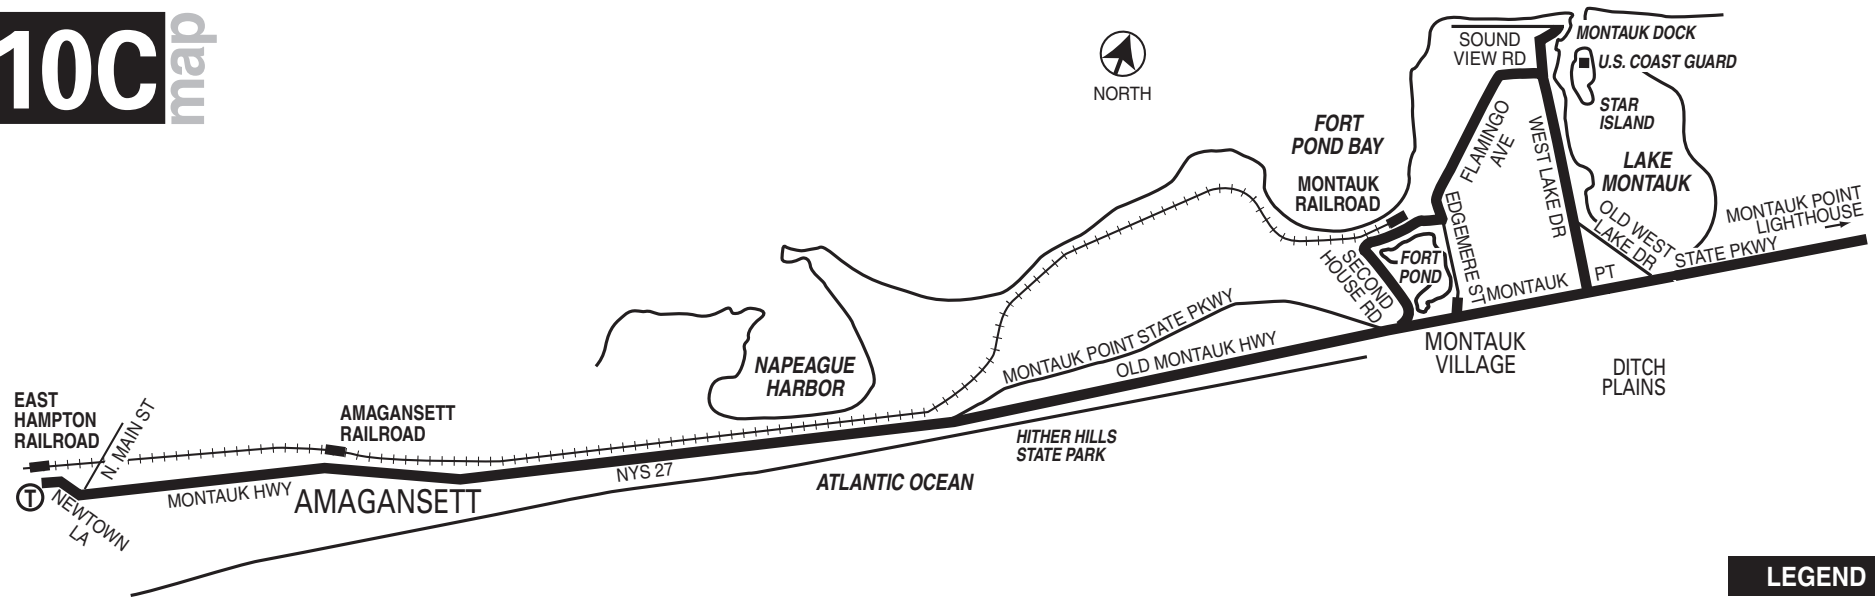 10C
map
NORTH
SOUND
VIEW RD
MONTAUK DOCK
U.S. COAST GUARD
STAR
ISLAND
FORT
POND BAY
FLAMINGO
AVE
WEST LAKE DR
LAKE
MONTAUK
MONTAUK
RAILROAD
EDGEMERE ST
OLD WEST
LAKE DR
MONTAUK POINT
LIGHTHOUSE
STATE PKWY
SECOND
HOUSE RD
FORT
POND
MONTAUK
PT
MONTAUK POINT STATE PKWY
OLD MONTAUK HWY
MONTAUK
VILLAGE
DITCH
PLAINS
NAPEAGUE
HARBOR
EAST
HAMPTON
RAILROAD
N. MAIN ST
AMAGANSETT
RAILROAD
HITHER HILLS
STATE PARK
NYS 27
ATLANTIC OCEAN
T
NEWTOWN
LA
MONTAUK HWY
AMAGANSETT
LEGEND